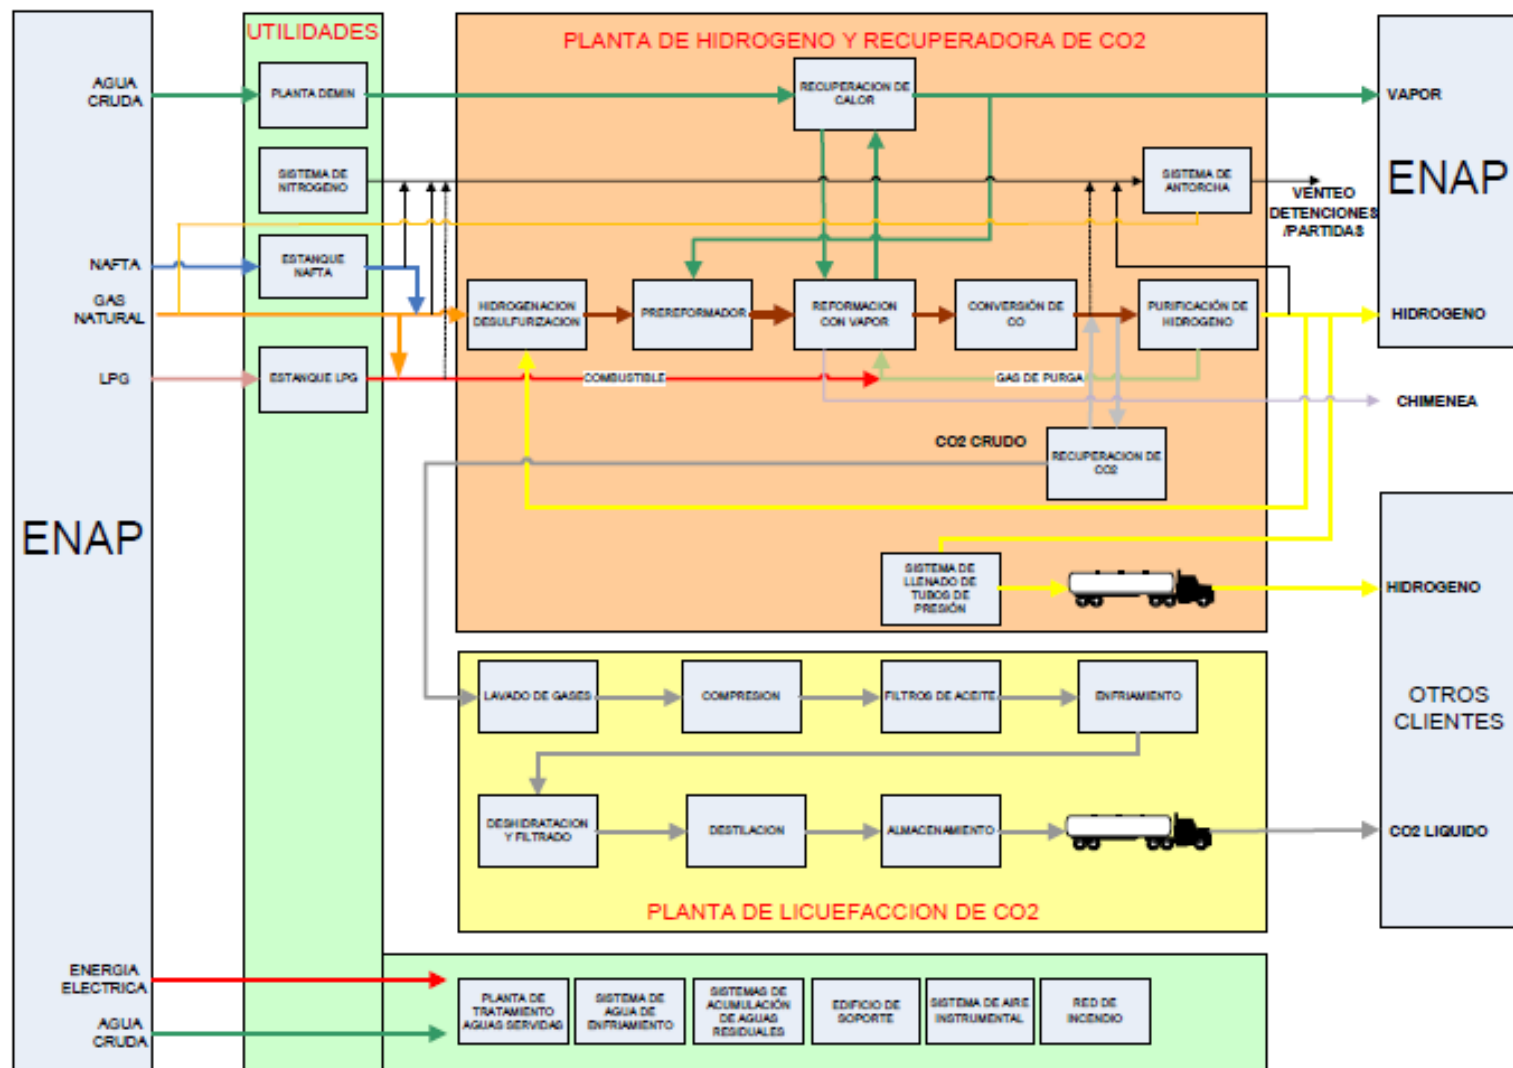 UTILIDADES
PLANTA DE HIDROGENO Y RECUPERADORA DE CO2
AGUA
CRUDA
PLANTA DEMIN
RECUPERACION DE
CALOR
VAPOR
SISTEMA DE
NITROGENO
SISTEMA DE
ANTORCHA
ENAP
VENTEO
DETENCIONES
/PARTIDAS
NAFTA
ESTANQUE
NAFTA
GAS
NATURAL
HIDROGENACION
DESULFURIZACION
PREREFORMADOR
REFORMACION
CON VAPOR
CONVERSIÓN DE
CO
PURIFICACIÓN DE
HIDROGENO
HIDROGENO
LPG
ESTANQUE LPG
COMBUSTIBLE
GAS DE PURGA
CHIMENEA
CO2 CRUDO
RECUPERACION DE
CO2
ENAP
SISTEMA DE
LLENADO DE
TUBOS DE
PRESIÓN
HIDROGENO
LAVADO DE GASES
COMPRESION
FILTROS DE ACEITE
ENFRIAMIENTO
OTROS
CLIENTES
DESHIDRATACION
Y FILTRADO
DESTILACION
ALMACENAMIENTO
CO2 LIQUIDO
PLANTA DE LICUEFACCION DE CO2
ENERGIA
ELECTRICA
AGUA
CRUDA
PLANTA DE
TRATAMIENTO
AGUAS SERVIDAS
SISTEMA DE
AGUA DE
ENFRIAMIENTO
SISTEMAS DE
ACUMULACIÓN
DE AGUAS
RESIDUALES
EDIFICIO DE
SOPORTE
SISTEMA DE AIRE
INSTRUMENTAL
RED DE
INCENDIO